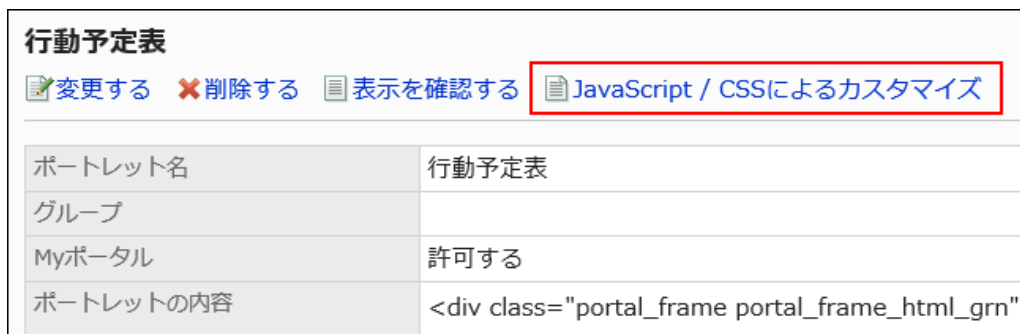 行動予定表
変更する 削除する 表示を確認する JavaScript / CSSによるカスタマイズ
ポートレット名 行動予定表
グループ
Myポータル 許可する
ポートレットの内容 <div class="portal_frame portal_frame_html_grn"